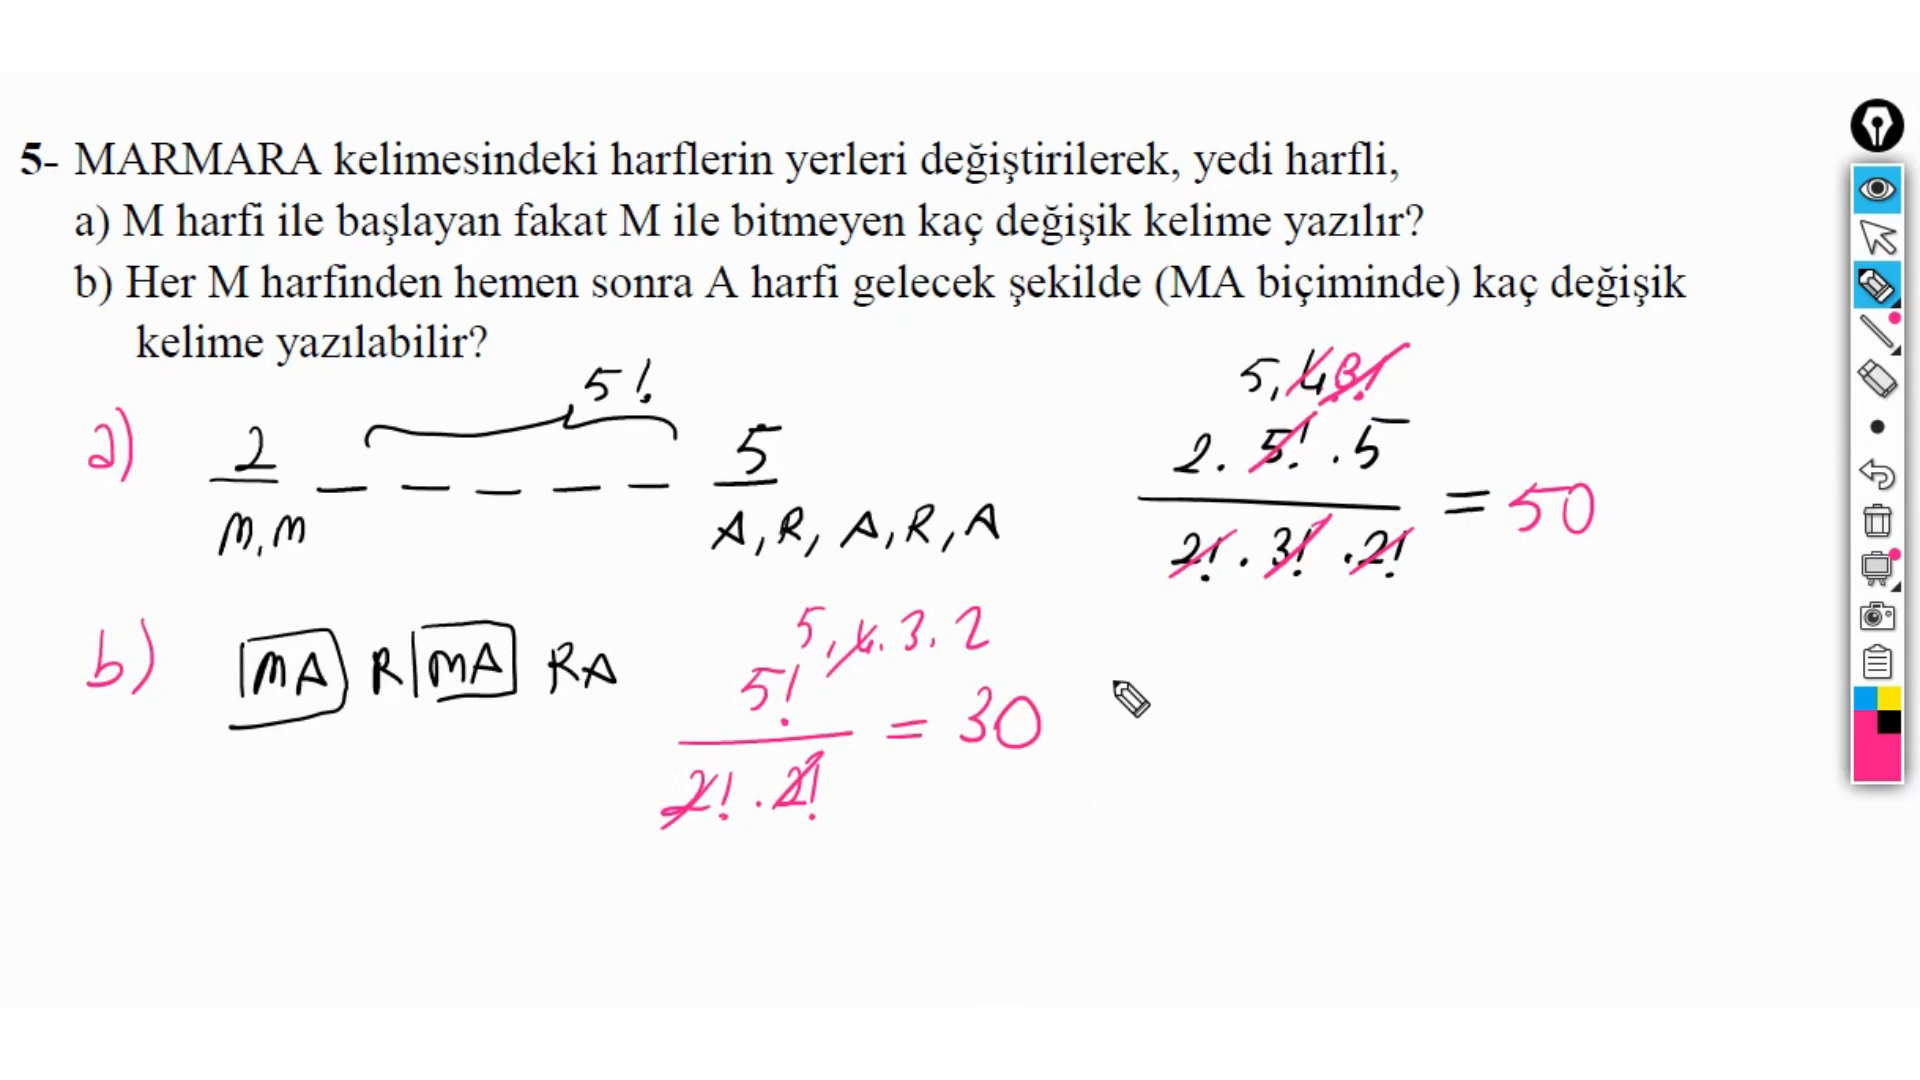 5- MARMARA kelimesindeki harflerin yerleri değiştirilerek, yedi harfli,
a) M harfi ile başlayan fakat M ile bitmeyen kaç değişik kelime yazılır?
b) Her M harfinden hemen sonra A harfi gelecek şekilde (MA biçiminde) kaç değişik
kelime yazılabilir?
5!
a) 2 _ _ _ _ _ 5
M, M A, R, A, R, A
5, 4 3!
2. 5! . 5
2! . 3! . 2!
= 50
b) MA R MA RA
5, 4. 3. 2
5!
2! . 2!
= 30